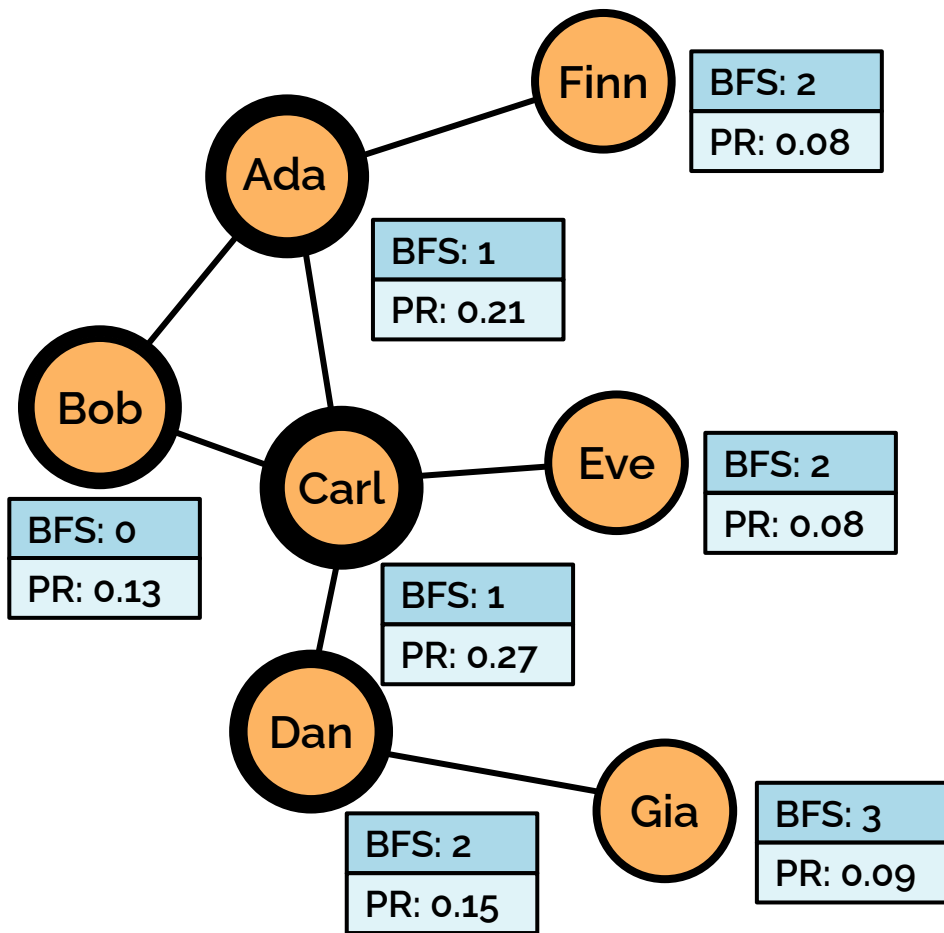 Finn
BFS: 2
PR: 0.08
Ada
BFS: 1
PR: 0.21
Bob
BFS: 0
PR: 0.13
Carl
BFS: 1
PR: 0.27
Eve
BFS: 2
PR: 0.08
Dan
BFS: 2
PR: 0.15
Gia
BFS: 3
PR: 0.09